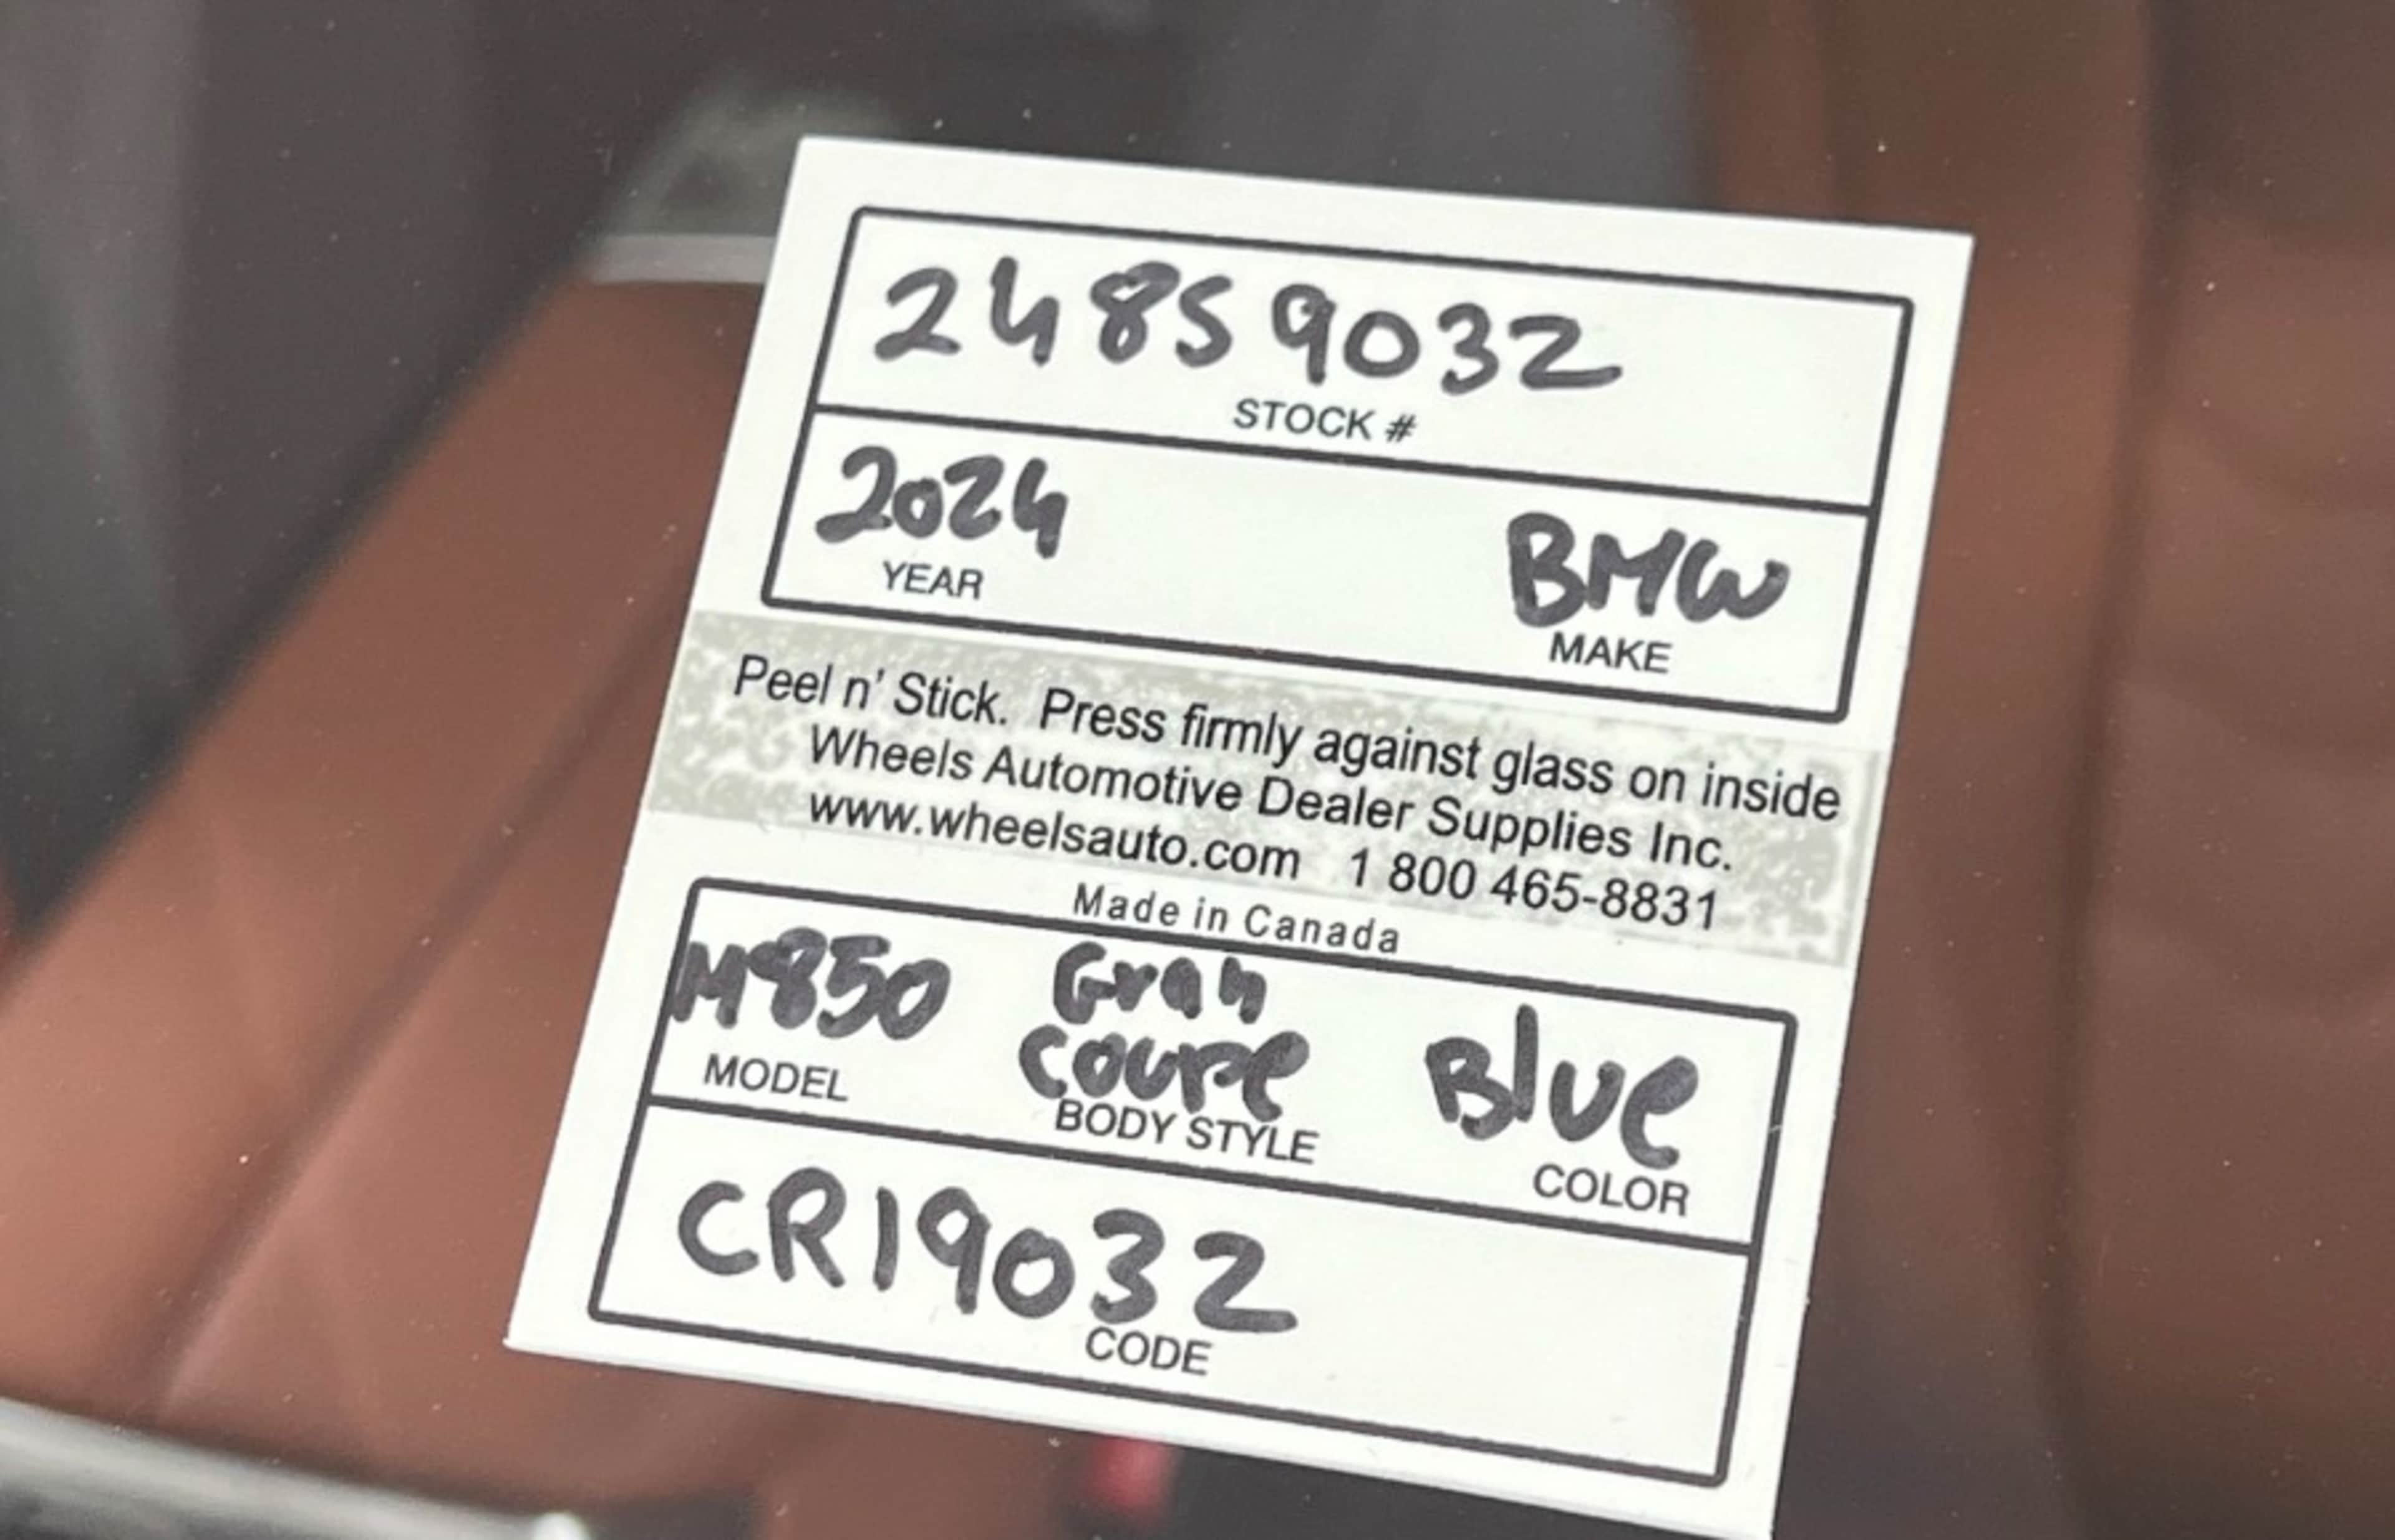 248S9032
STOCK #
2024 BMW
YEAR MAKE
Peel n' Stick. Press firmly against glass on inside
Wheels Automotive Dealer Supplies Inc.
www.wheelsauto.com 1 800 465-8831
Made in Canada
M850 Gran Coupe Blue
MODEL BODY STYLE COLOR
CR19032
CODE